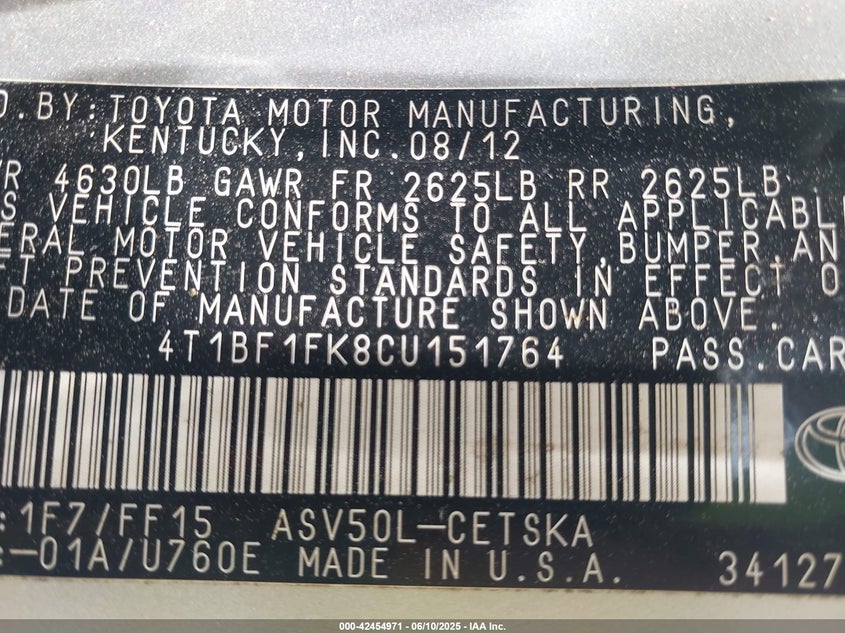 D.BY:TOYOTA MOTOR MANUFACTURING,
KENTUCKY,INC.08/12
VR 4630LB GAWR FR 2625LB RR 2625LB
S VEHICLE CONFORMS TO ALL APPLICABL
ERAL MOTOR VEHICLE SAFETY,BUMPER,AN
FT PREVENTION STANDARDS IN EFFECT O
DATE OF MANUFACTURE SHOWN ABOVE.
4T1BF1FK8CU151764 PASS.CAR
:1F7/FF15 ASV50L-CETSKA
:-01A/U760E MADE IN U.S.A. 34127
000-42454971 - 06/10/2025 - IAA Inc.